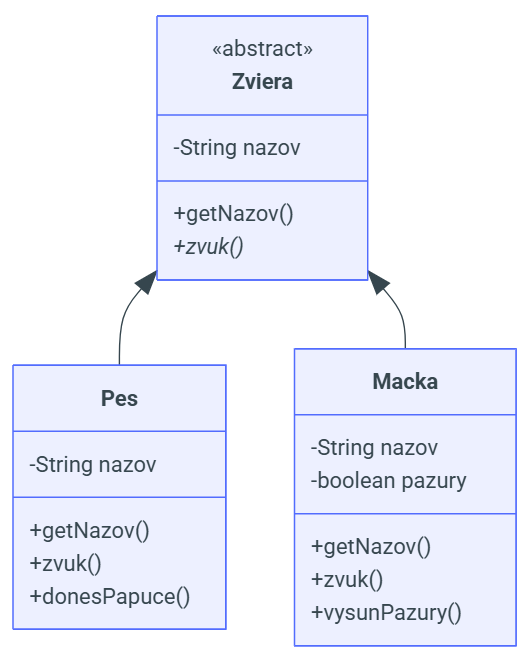 «abstract»
Zviera
-String nazov
+getNazov()
+zvuk()
Pes
-String nazov
+getNazov()
+zvuk()
+donesPapuce()
Macka
-String nazov
-boolean pazury
+getNazov()
+zvuk()
+vysunPazury()